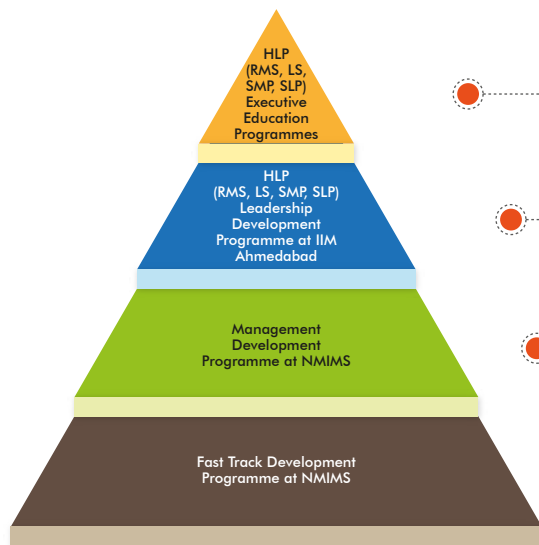 HLP
(RMS, LS,
SMP, SLP)
Executive
Education
Programmes
HLP
(RMS, LS, SMP, SLP)
Leadership
Development
Programme at IIM
Ahmedabad
Management
Development
Programme at NMIMS
Fast Track Development
Programme at NMIMS